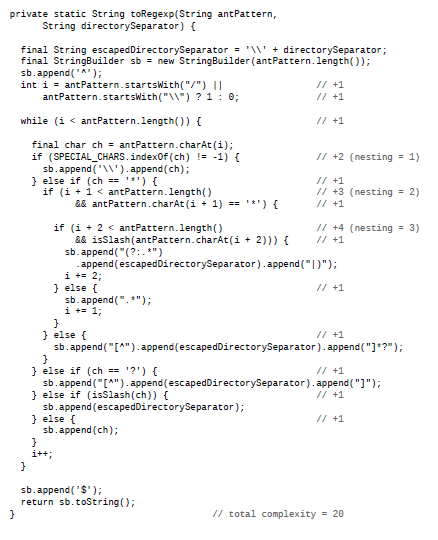 private static String toRegexp(String antPattern,
String directorySeparator) {
final String escapedDirectorySeparator = '\\' + directorySeparator;
final StringBuilder sb = new StringBuilder(antPattern.length());
sb.append('^');
int i = antPattern.startsWith("/") || // +1
antPattern.startsWith("\\") ? 1 : 0; // +1
while (i < antPattern.length()) { // +1
final char ch = antPattern.charAt(i);
if (SPECIAL_CHARS.indexOf(ch) != -1) { // +2 (nesting = 1)
sb.append('\\').append(ch);
} else if (ch == '*') { // +1
if (i + 1 < antPattern.length() // +3 (nesting = 2)
&& antPattern.charAt(i + 1) == '*') { // +1
if (i + 2 < antPattern.length() // +4 (nesting = 3)
&& isSlash(antPattern.charAt(i + 2))) { // +1
sb.append("(?:.*")
.append(escapedDirectorySeparator).append("|)");
i += 2;
} else { // +1
sb.append(".*");
i += 1;
}
} else { // +1
sb.append("[^").append(escapedDirectorySeparator).append("]*?");
}
} else if (ch == '?') { // +1
sb.append("[^").append(escapedDirectorySeparator).append("]");
} else if (isSlash(ch)) { // +1
sb.append(escapedDirectorySeparator);
} else { // +1
sb.append(ch);
}
i++;
}
sb.append('$');
return sb.toString();
} // total complexity = 20